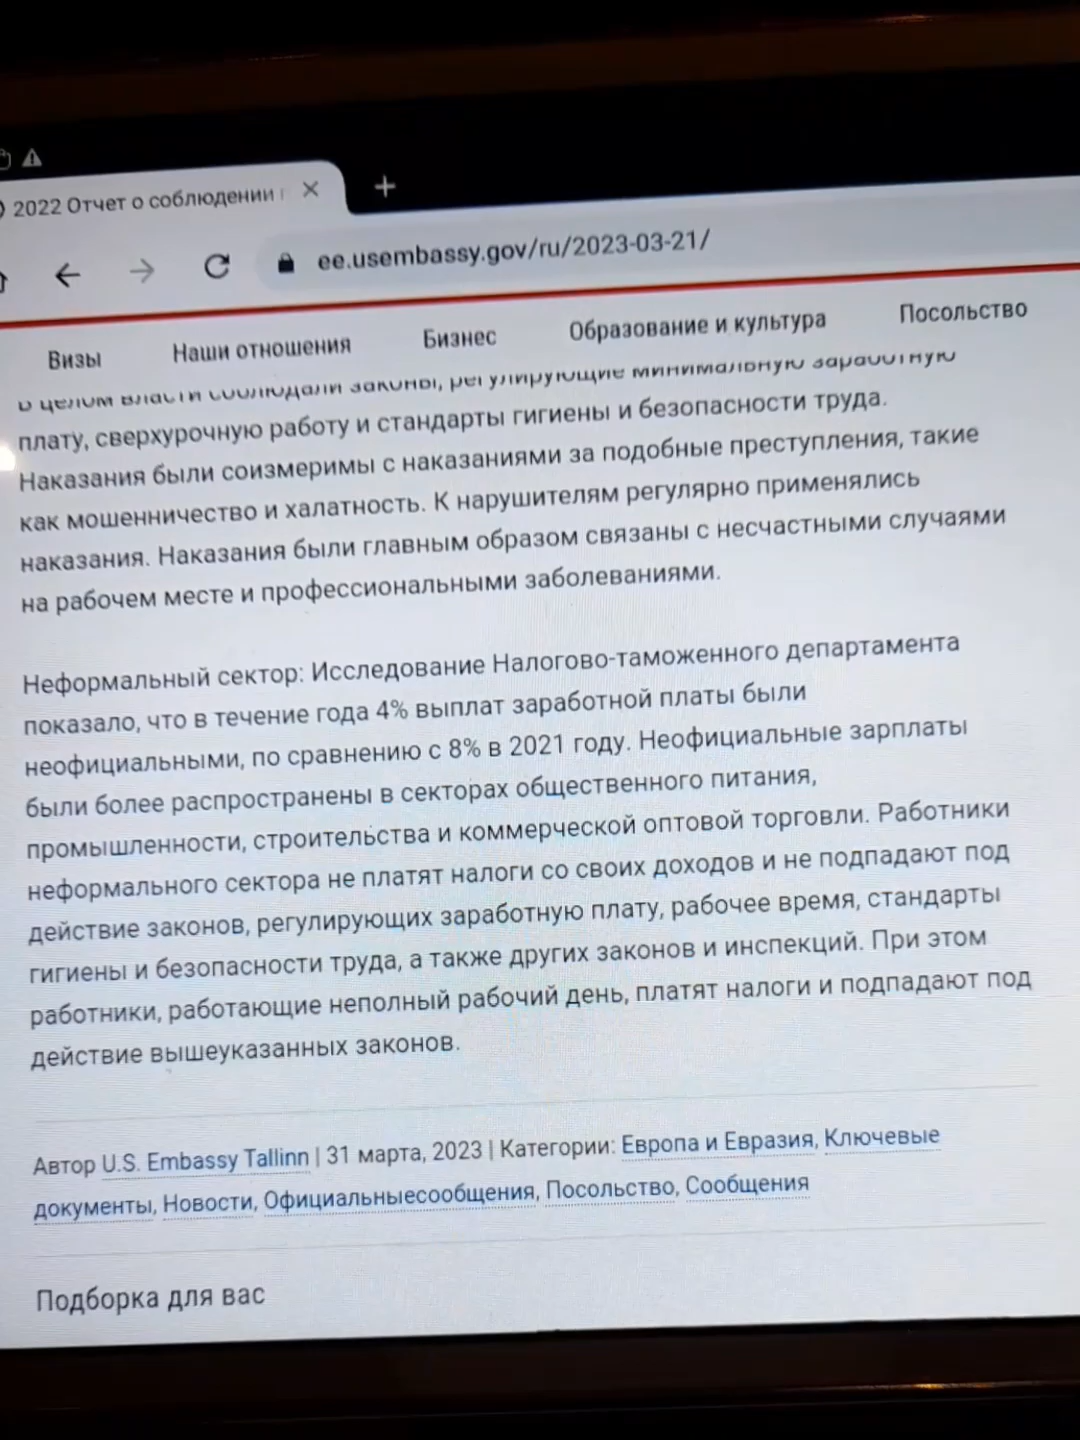 2022 Отчет о соблюдении
ee.usembassy.gov/ru/2023-03-21/
Визы Наши отношения Бизнес Образование и культура Посольство
В целом власти соблюдали законы, регулирующие минимальную заработную
плату, сверхурочную работу и стандарты гигиены и безопасности труда.
Наказания были соизмеримы с наказаниями за подобные преступления, такие
как мошенничество и халатность. К нарушителям регулярно применялись
наказания. Наказания были главным образом связаны с несчастными случаями
на рабочем месте и профессиональными заболеваниями.
Неформальный сектор: Исследование Налогово-таможенного департамента
показало, что в течение года 4% выплат заработной платы были
неофициальными, по сравнению с 8% в 2021 году. Неофициальные зарплаты
были более распространены в секторах общественного питания,
промышленности, строительства и коммерческой оптовой торговли. Работники
неформального сектора не платят налоги со своих доходов и не подпадают под
действие законов, регулирующих заработную плату, рабочее время, стандарты
гигиены и безопасности труда, а также других законов и инспекций. При этом
работники, работающие неполный рабочий день, платят налоги и подпадают под
действие вышеуказанных законов.
Автор U.S. Embassy Tallinn | 31 марта, 2023 | Категории: Европа и Евразия, Ключевые
документы, Новости, Официальныесообщения, Посольство, Сообщения
Подборка для вас